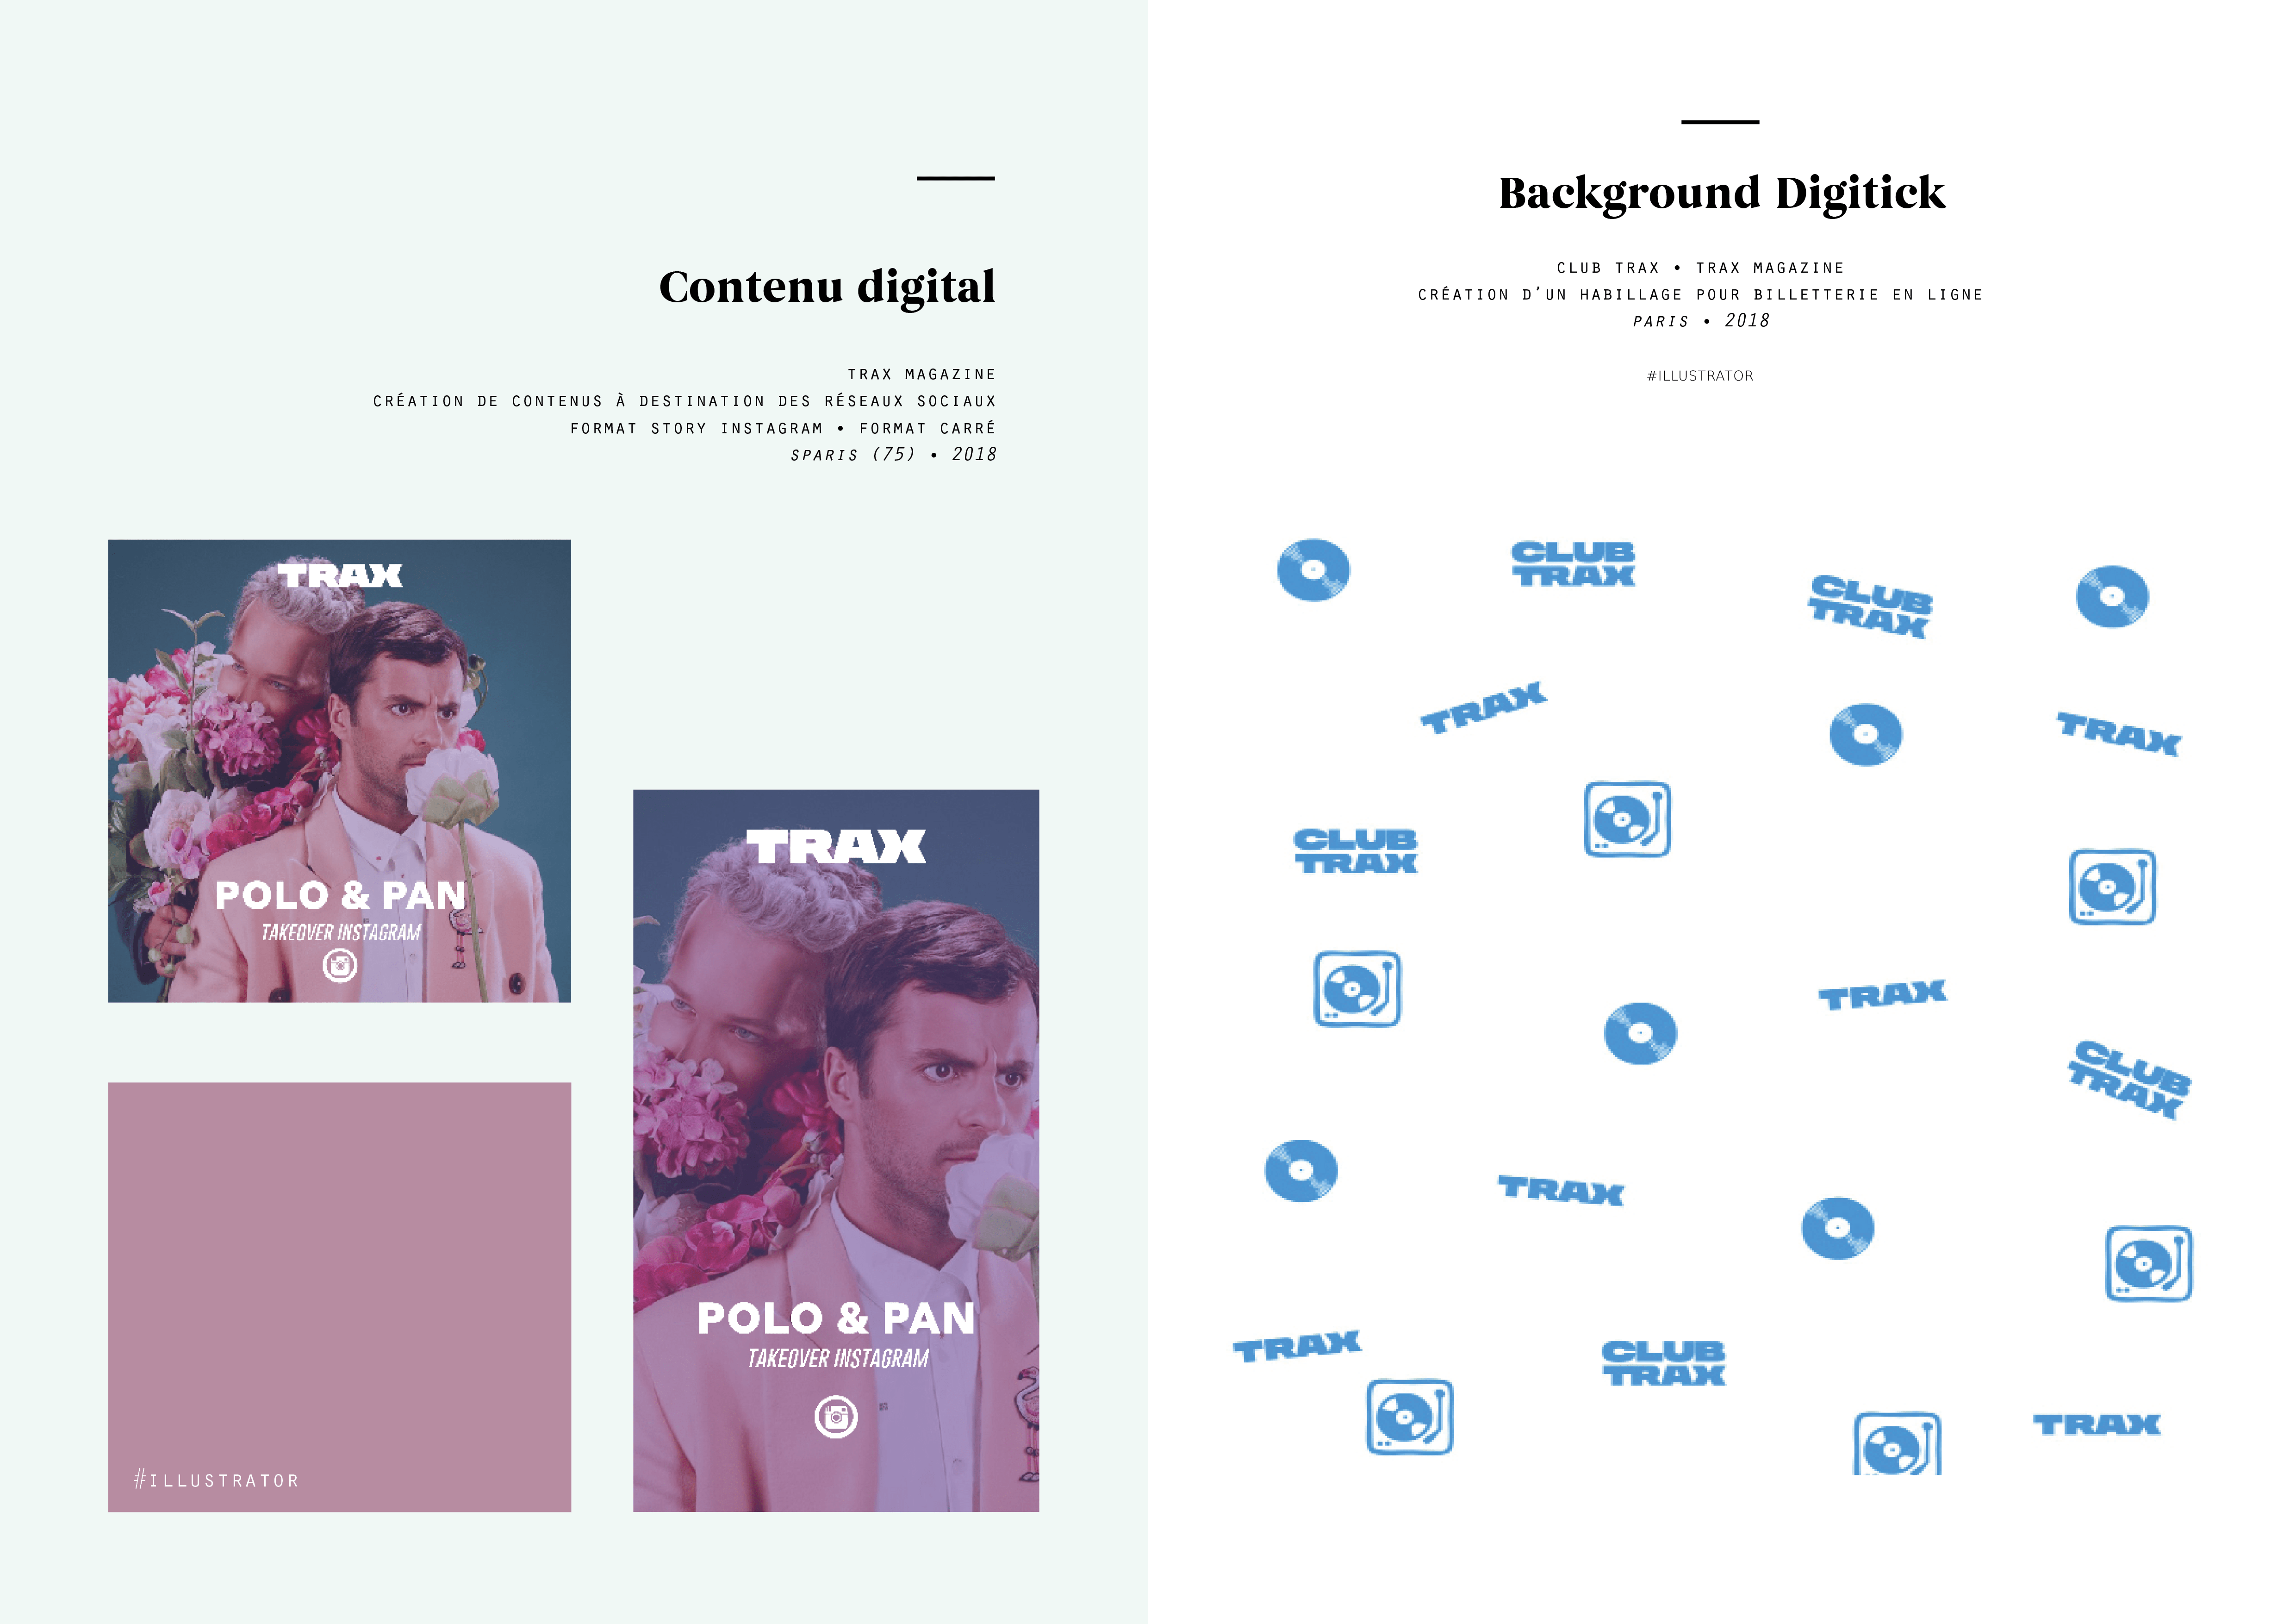 Contenu digital
TRAX MAGAZINE
CRÉATION DE CONTENUS À DESTINATION DES RÉSEAUX SOCIAUX
FORMAT STORY INSTAGRAM • FORMAT CARRÉ
SPARIS (75) • 2018
TRAX
POLO & PAN
TAKEOVER INSTAGRAM
TRAX
POLO & PAN
TAKEOVER INSTAGRAM
#ILLUSTRATOR
Background Digitick
CLUB TRAX • TRAX MAGAZINE
CRÉATION D'UN HABILLAGE POUR BILLETTERIE EN LIGNE
PARIS • 2018
#ILLUSTRATOR
CLUB
TRAX
CLUB
TRAX
TRAX
TRAX
CLUB
TRAX
TRAX
CLUB
TRAX
TRAX
TRAX
CLUB
TRAX
TRAX